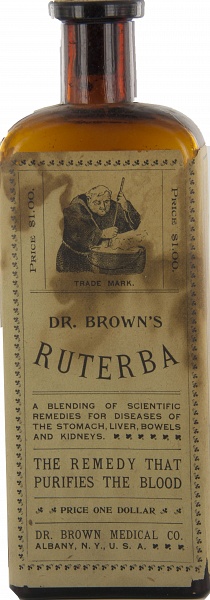 PRICE $1.00.
PRICE $1.00.
TRADE MARK.
DR. BROWN'S
RUTERBA
A BLENDING OF SCIENTIFIC
REMEDIES FOR DISEASES OF
THE STOMACH, LIVER, BOWELS
AND KIDNEYS.
THE REMEDY THAT
PURIFIES THE BLOOD
PRICE ONE DOLLAR
DR. BROWN MEDICAL CO.
ALBANY, N.Y., U. S. A.